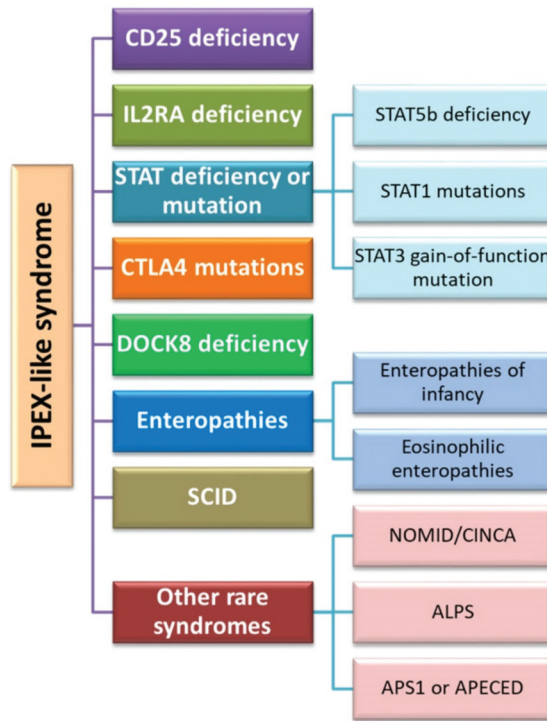 IPEX-like syndrome
CD25 deficiency
IL2RA deficiency
STAT deficiency or
mutation
STAT5b deficiency
STAT1 mutations
STAT3 gain-of-function
mutation
CTLA4 mutations
DOCK8 deficiency
Enteropathies
Enteropathies of
infancy
Eosinophilic
enteropathies
SCID
Other rare
syndromes
NOMID/CINCA
ALPS
APS1 or APECED